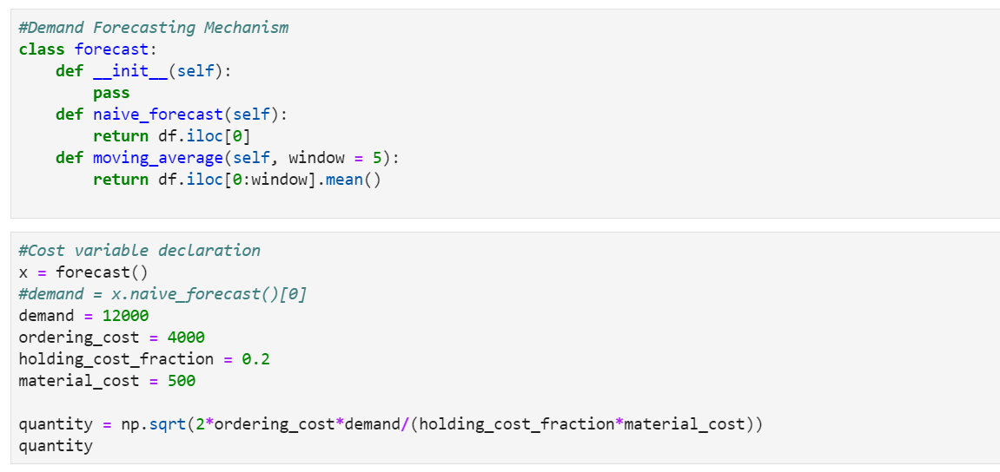 #Demand Forecasting Mechanism
class forecast:
    def __init__(self):
        pass
    def naive_forecast(self):
        return df.iloc[0]
    def moving_average(self, window = 5):
        return df.iloc[0:window].mean()
#Cost variable declaration
x = forecast()
#demand = x.naive_forecast()[0]
demand = 12000
ordering_cost = 4000
holding_cost_fraction = 0.2
material_cost = 500
quantity = np.sqrt(2*ordering_cost*demand/(holding_cost_fraction*material_cost))
quantity